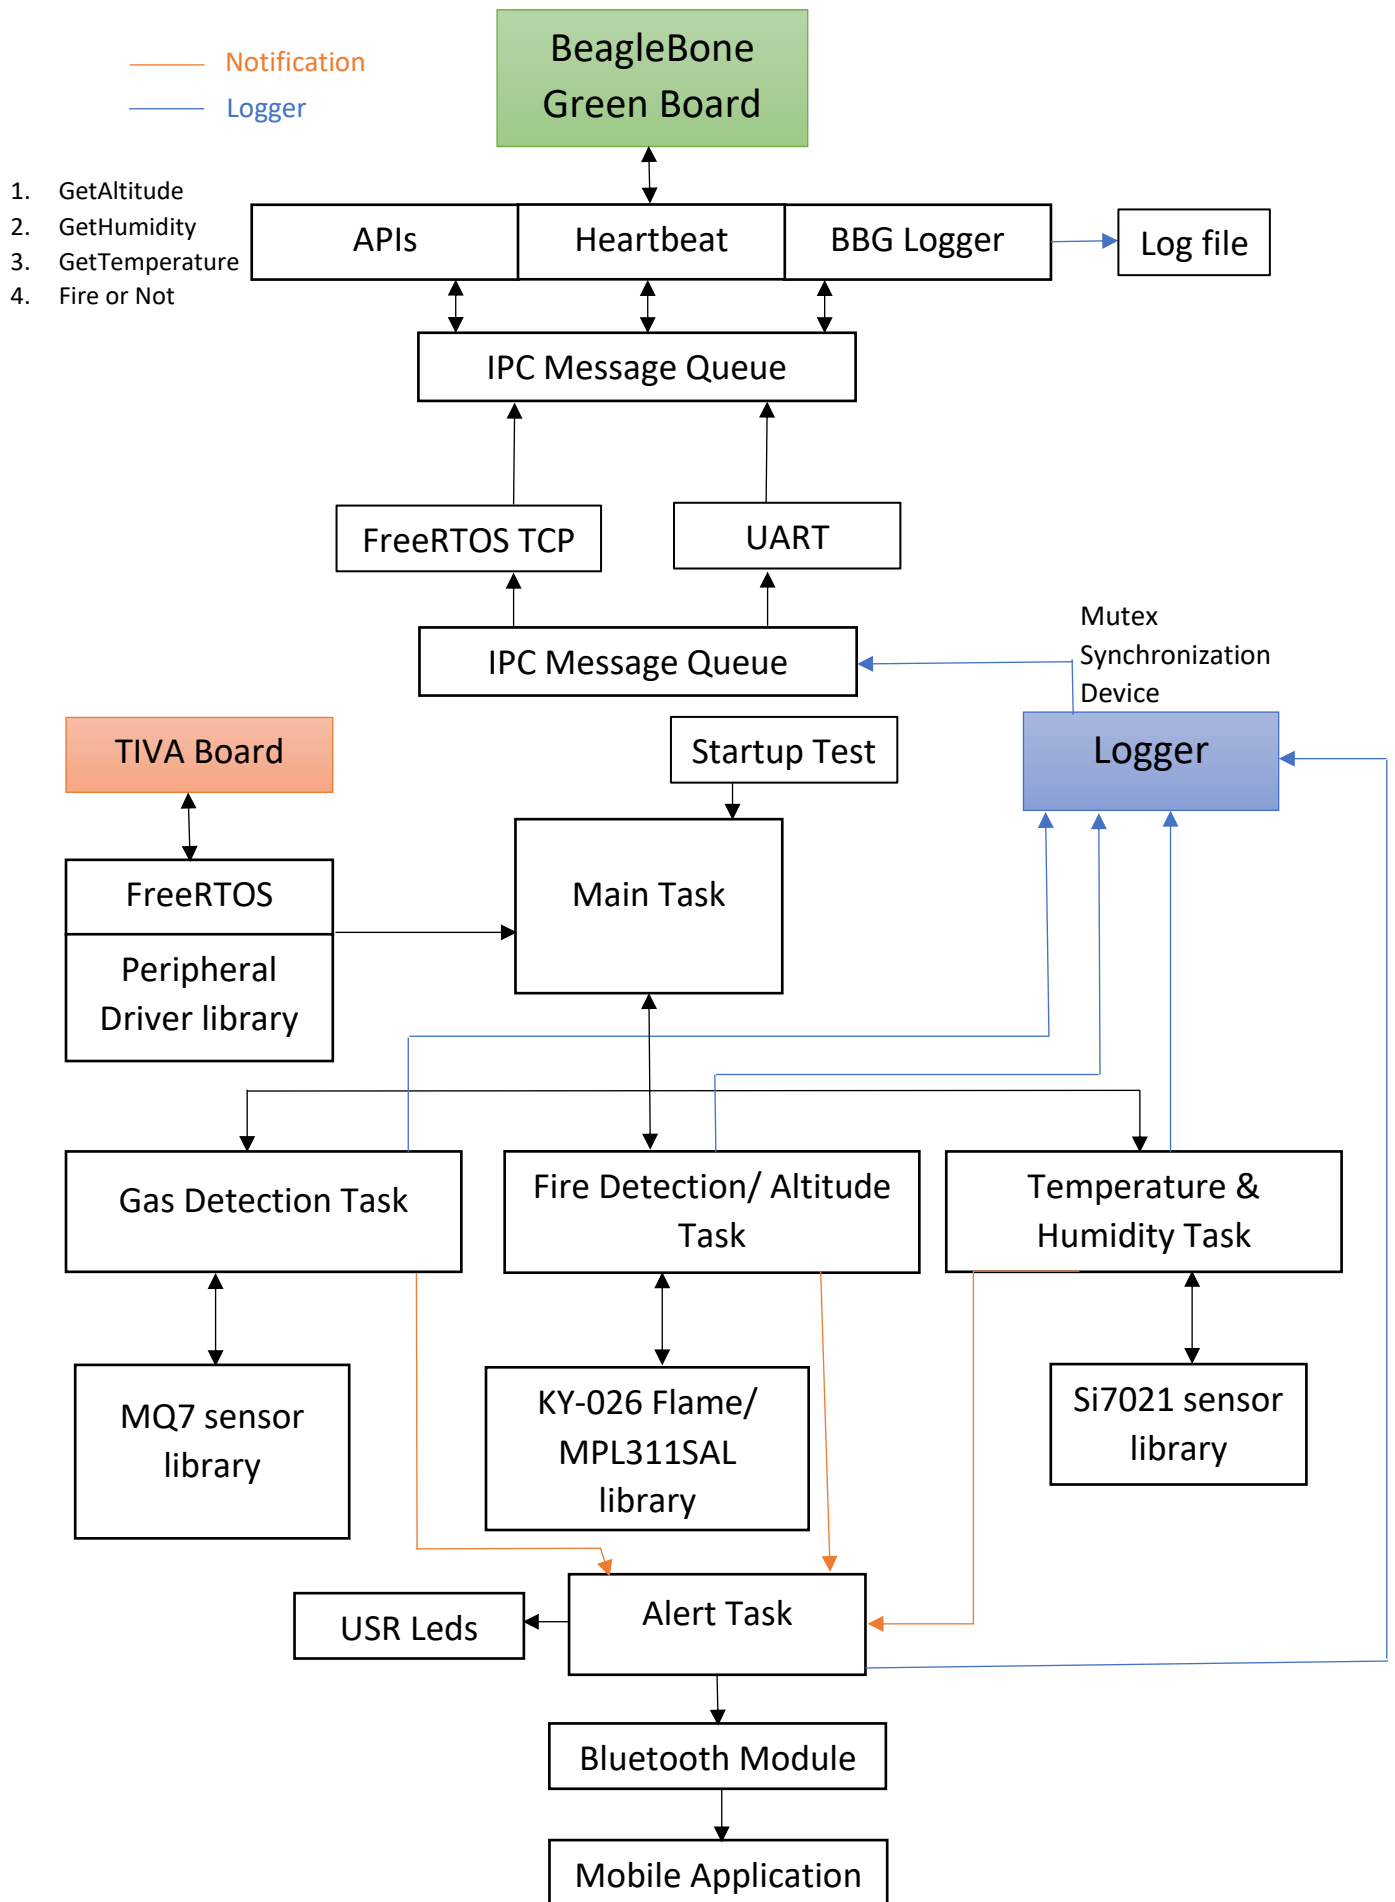 BeagleBone
Green Board
Notification
Logger
1. GetAltitude
2. GetHumidity
3. GetTemperature
4. Fire or Not
APIs
Heartbeat
BBG Logger
Log file
IPC Message Queue
FreeRTOS TCP
UART
IPC Message Queue
Mutex
Synchronization
Device
TIVA Board
Startup Test
Logger
FreeRTOS
Main Task
Peripheral
Driver library
Gas Detection Task
Fire Detection/ Altitude
Task
Temperature &
Humidity Task
MQ7 sensor
library
KY-026 Flame/
MPL311SAL
library
Si7021 sensor
library
USR Leds
Alert Task
Bluetooth Module
Mobile Application